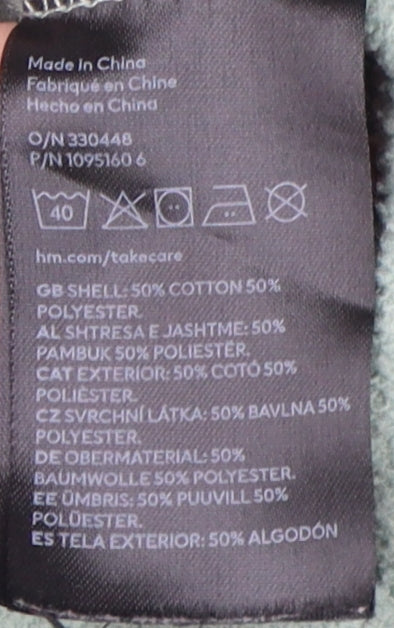 Made in China
Fabriqué en Chine
Hecho en China
O/N 330448
P/N 1095160 6
40
hm.com/takecare
GB SHELL: 50% COTTON 50%
POLYESTER.
AL SHTRESA E JASHTME: 50%
PAMBUK 50% POLIESTËR.
CAT EXTERIOR: 50% COTÓ 50%
POLIÈSTER.
CZ SVRCHNÍ LÁTKA: 50% BAVLNA 50%
POLYESTER.
DE OBERMATERIAL: 50%
BAUMWOLLE 50% POLYESTER.
EE ÜMBRIS: 50% PUUVILL 50%
POLÜESTER.
ES TELA EXTERIOR: 50% ALGODÓN